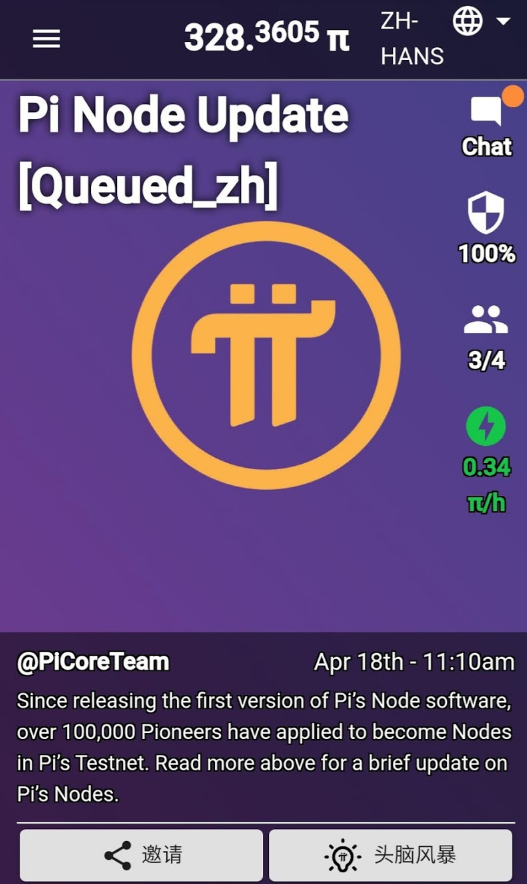 328.3605 π
ZH-
HANS
Pi Node Update
[Queued_zh]
Chat
100%
3/4
0.34
π/h
@PiCoreTeam
Apr 18th - 11:10am
Since releasing the first version of Pi’s Node software,
over 100,000 Pioneers have applied to become Nodes
in Pi’s Testnet. Read more above for a brief update on
Pi’s Nodes.
邀请
头脑风暴